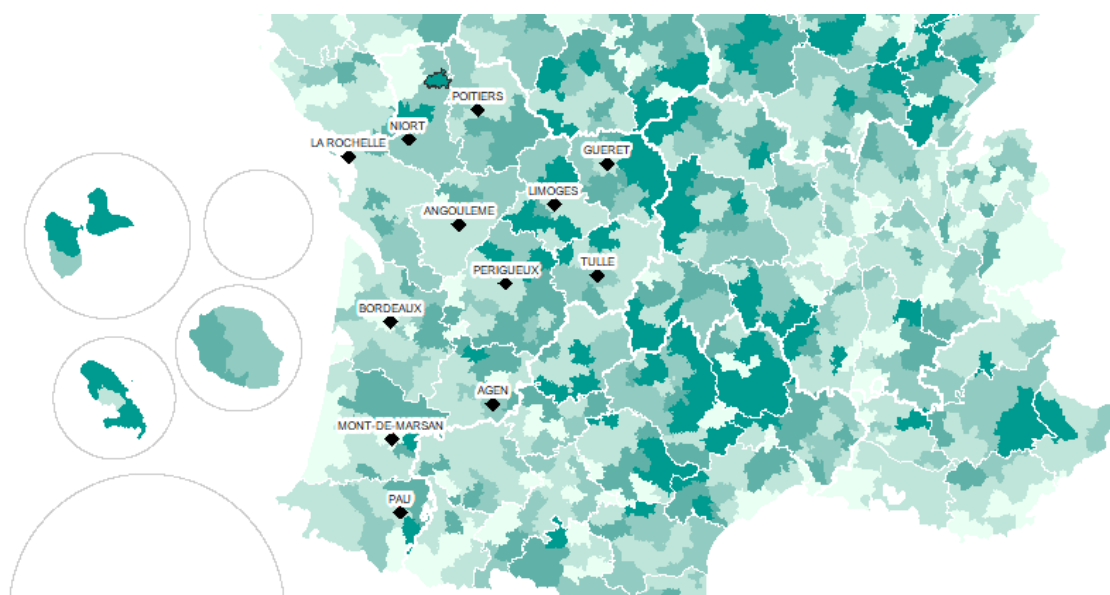 POITIERS
NIORT
LA ROCHELLE
GUERET
LIMOGES
ANGOULEME
TULLE
PERIGUEUX
BORDEAUX
AGEN
MONT-DE-MARSAN
PAU